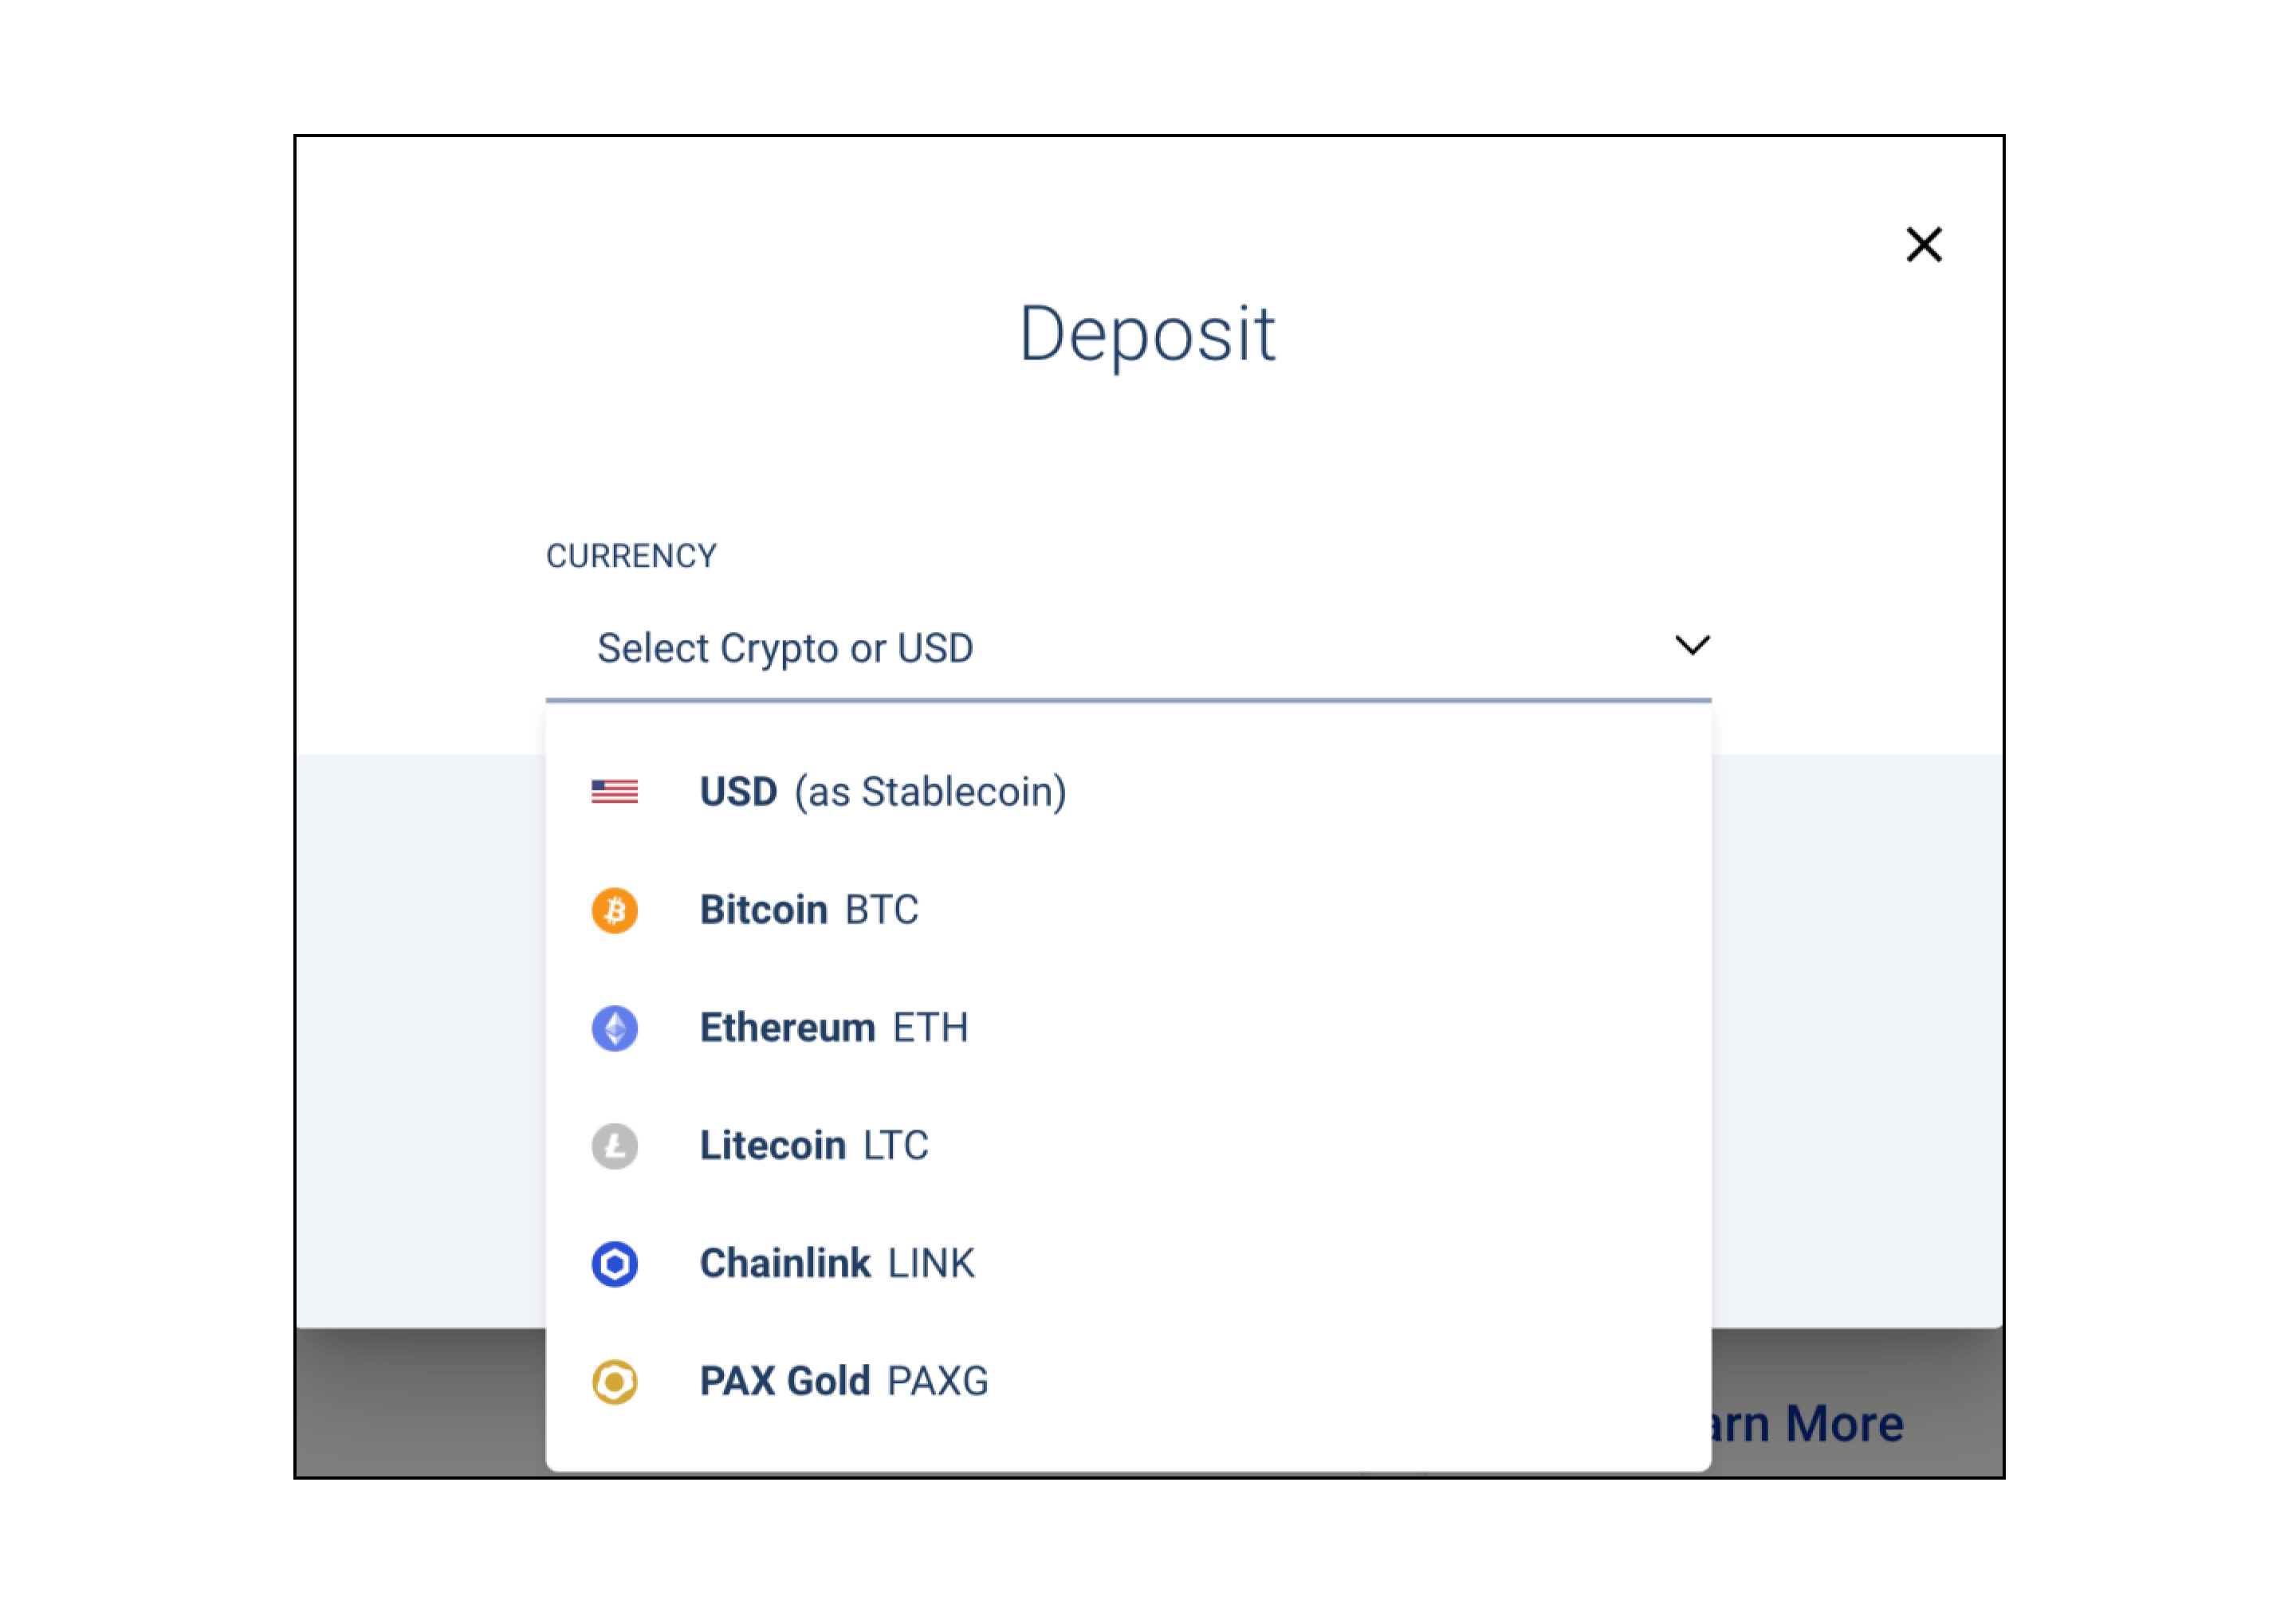 Deposit
CURRENCY
Select Crypto or USD
USD (as Stablecoin)
Bitcoin BTC
Ethereum ETH
Litecoin LTC
Chainlink LINK
PAX Gold PAXG
More